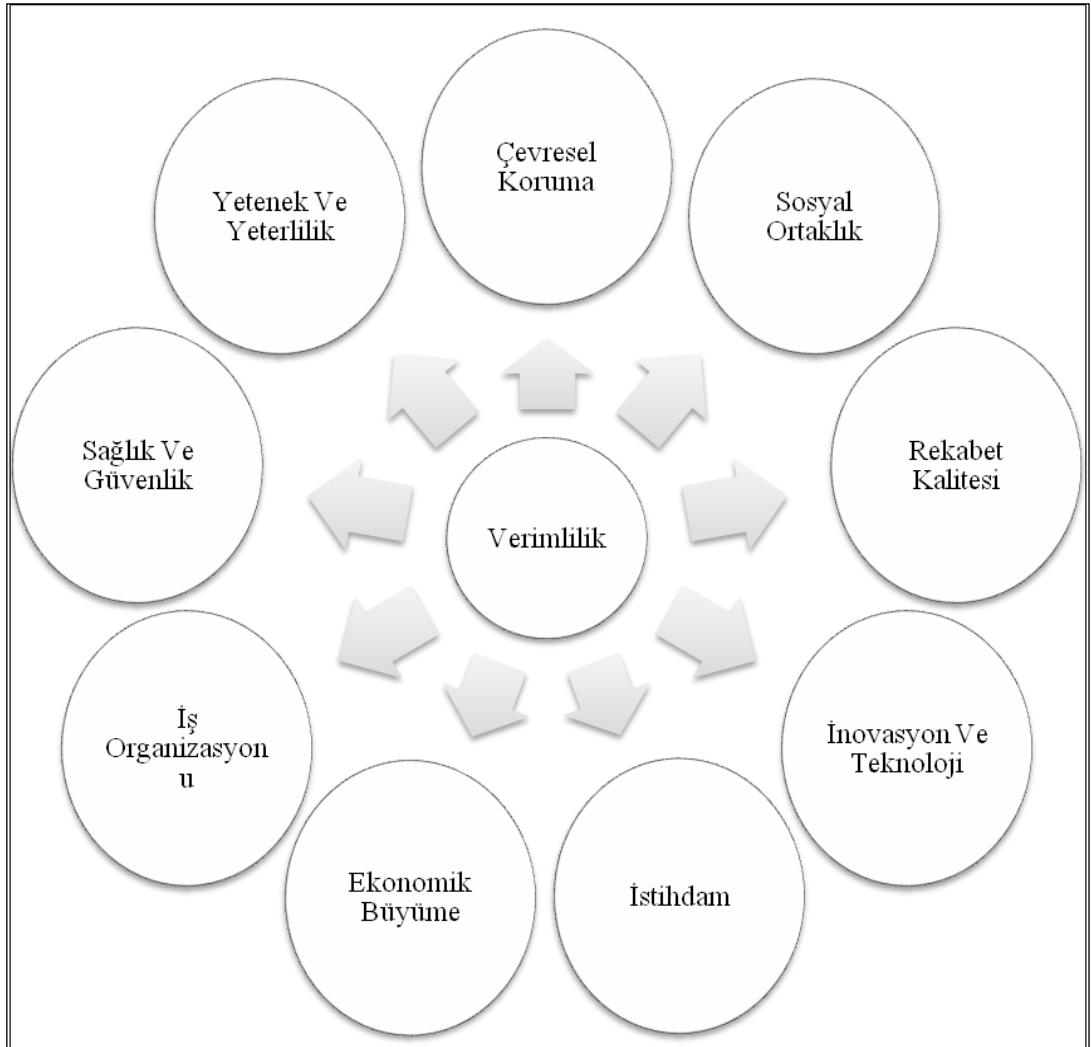 Çevresel
Koruma
Sosyal
Ortaklık
Rekabet
Kalitesi
İnovasyon Ve
Teknoloji
İstihdam
Ekonomik
Büyüme
İş
Organizasyon
u
Sağlık Ve
Güvenlik
Yetenek Ve
Yeterlilik
Verimlilik